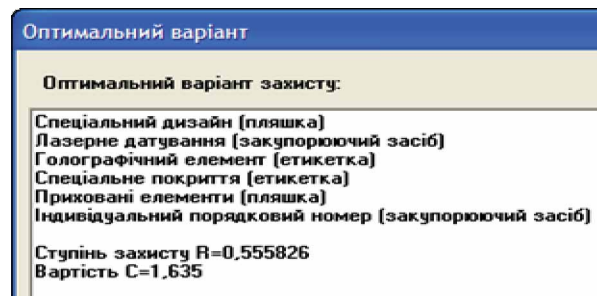 Оптимальний варіант
Оптимальний варіант захисту:
Спеціальний дизайн (пляшка)
Лазерне датування (закупорюючий засіб)
Голографічний елемент (етикетка)
Спеціальне покриття (етикетка)
Приховані елементи (пляшка)
Індивідуальний порядковий номер (закупорюючий засіб)
Ступінь захисту R=0,555826
Вартість C=1,635